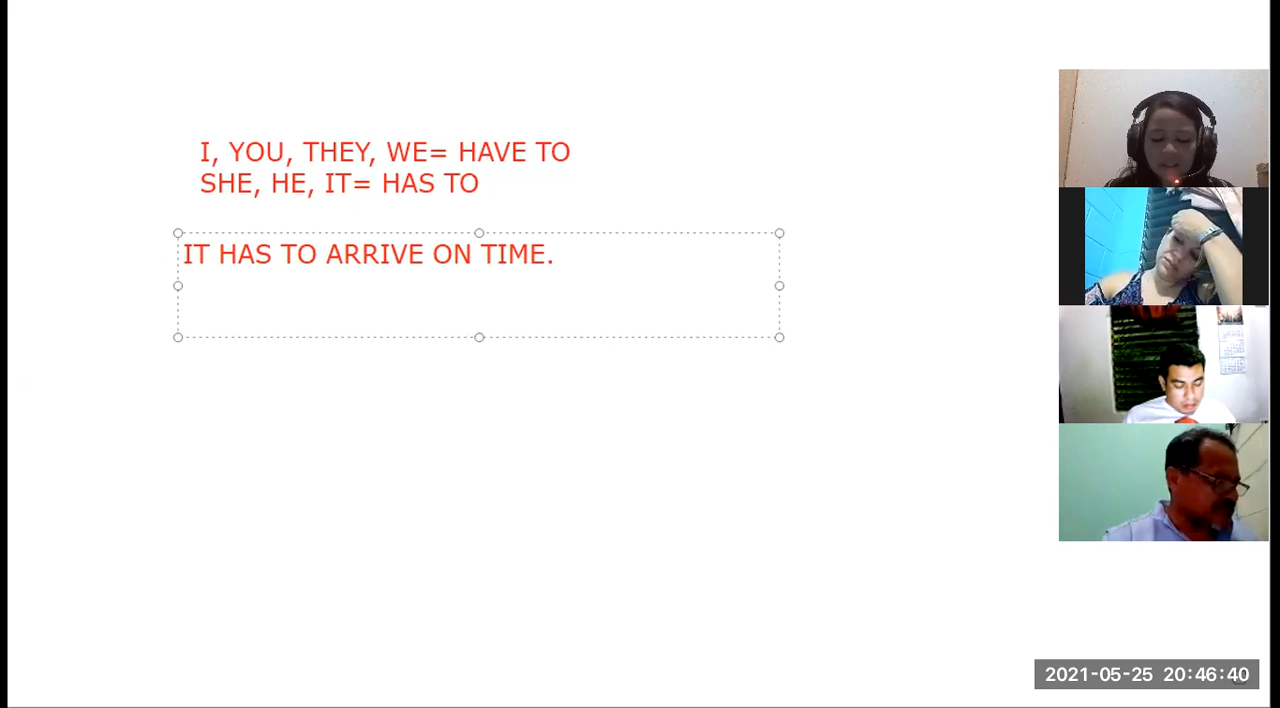 I, YOU, THEY, WE= HAVE TO
SHE, HE, IT= HAS TO
IT HAS TO ARRIVE ON TIME.
2021-05-25 20:46:40